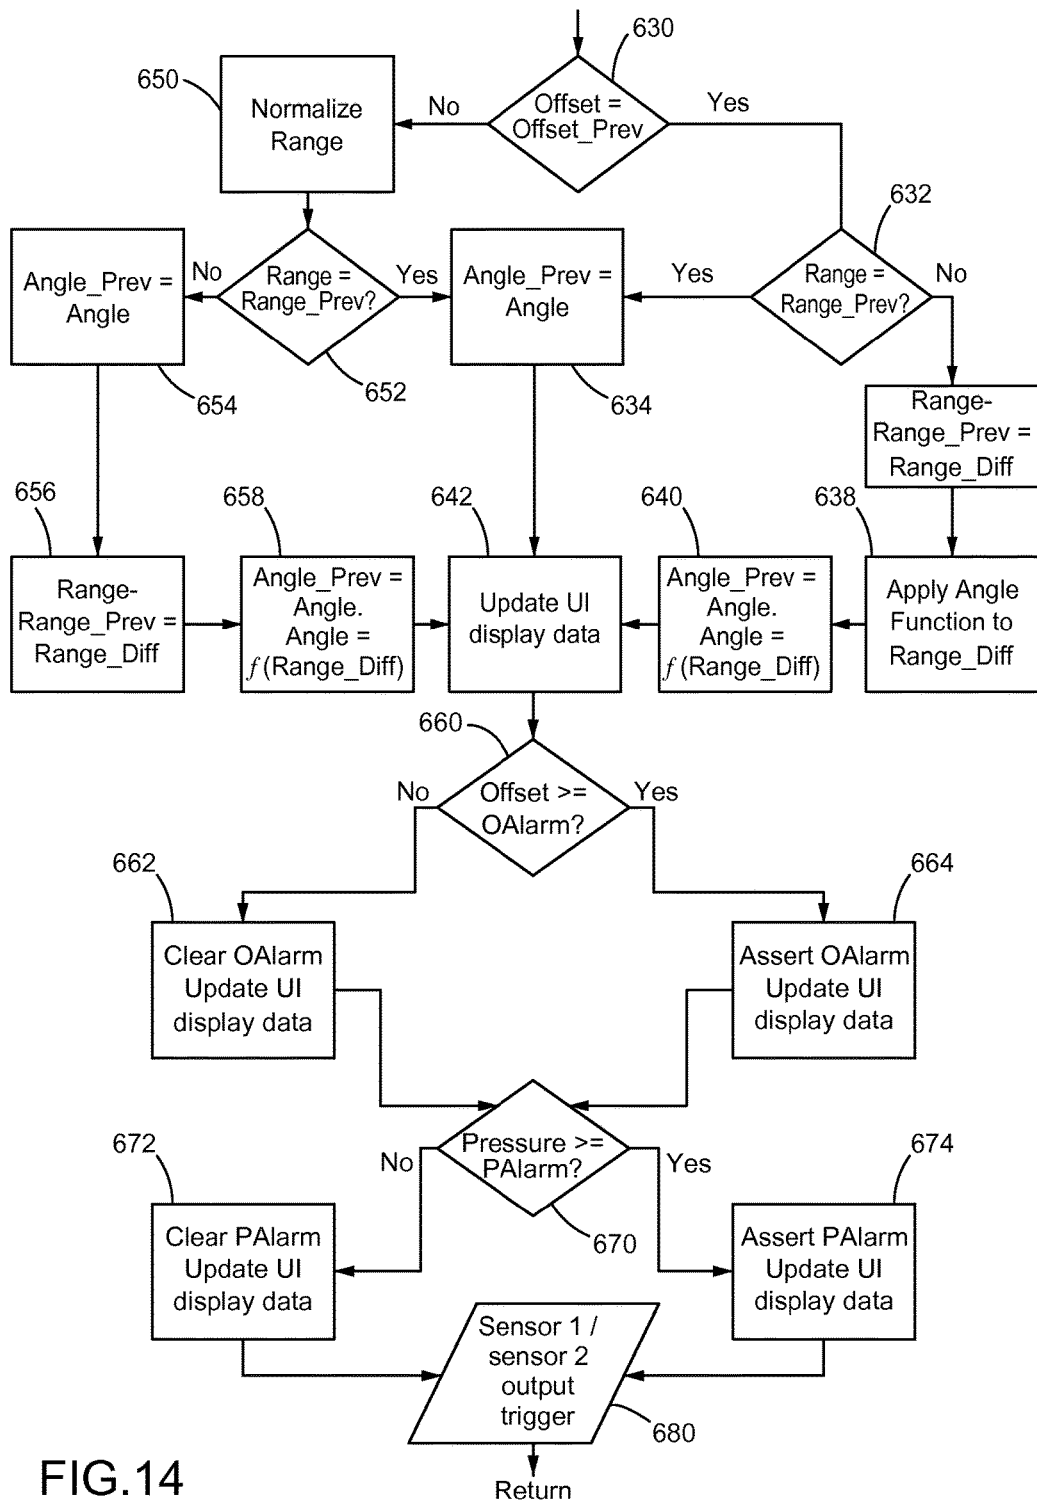 630
650
No
Offset =
Offset_Prev
Yes
Normalize
Range
632
Angle_Prev =
Angle
No
Range =
Range_Prev?
Yes
Angle_Prev =
Angle
Yes
Range =
Range_Prev?
No
654
652
634
Range-
Range_Prev =
Range_Diff
656
658
642
640
638
Range-
Range_Prev =
Range_Diff
Angle_Prev =
Angle.
Angle =
f (Range_Diff)
Update UI
display data
Angle_Prev =
Angle.
Angle =
f (Range_Diff)
Apply Angle
Function to
Range_Diff
660
No
Offset >=
OAlarm?
Yes
662
664
Clear OAlarm
Update UI
display data
Assert OAlarm
Update UI
display data
672
No
Pressure >=
PAlarm?
Yes
674
670
Clear PAlarm
Update UI
display data
Assert PAlarm
Update UI
display data
Sensor 1 /
sensor 2
output
trigger
680
Return
FIG.14